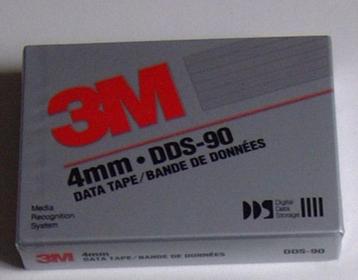 3M
4mm • DDS-90
DATA TAPE/BANDE DE DONNÉES
Media
Recognition
System
DDS Digital
Data
Storage
3M 4mm DDS-90
DATA TAPE/BANDE DE DONNÉES